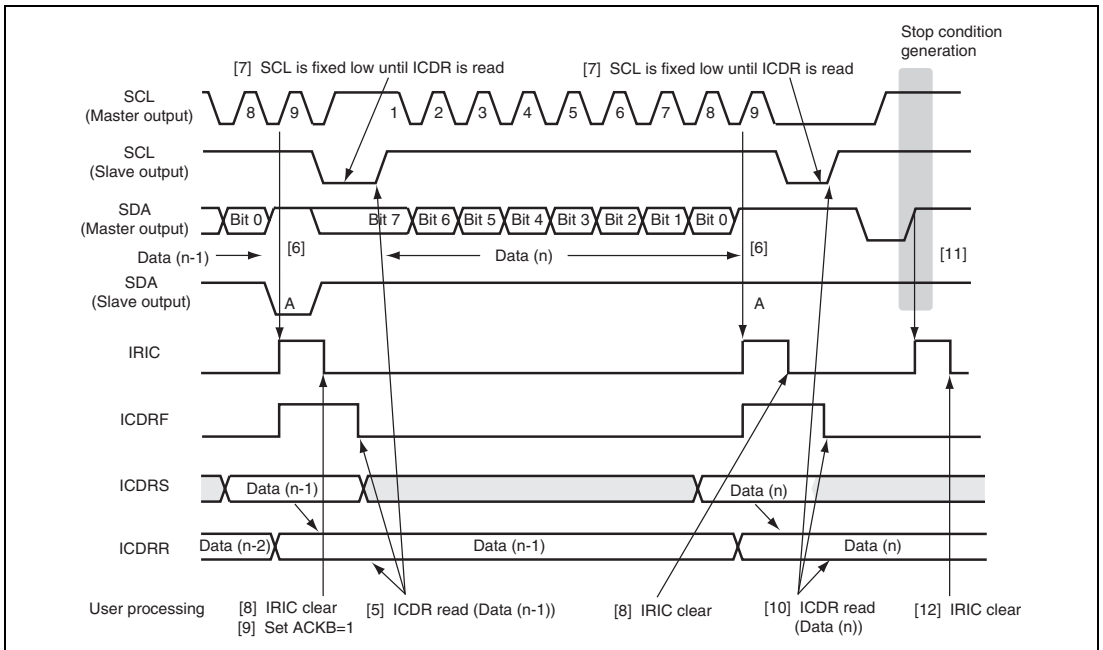 Stop condition
generation
[7] SCL is fixed low until ICDR is read
[7] SCL is fixed low until ICDR is read
SCL
(Master output)
8 9 1 2 3 4 5 6 7 8 9
SCL
(Slave output)
SDA
(Master output)
Bit 0 Bit 7 Bit 6 Bit 5 Bit 4 Bit 3 Bit 2 Bit 1 Bit 0
Data (n-1) [6] Data (n) [6] [11]
SDA
(Slave output)
A A
IRIC
ICDRF
ICDRS Data (n-1) Data (n)
ICDRR Data (n-2) Data (n-1) Data (n)
User processing
[8] IRIC clear
[9] Set ACKB=1
[5] ICDR read (Data (n-1))
[8] IRIC clear
[10] ICDR read
(Data (n))
[12] IRIC clear